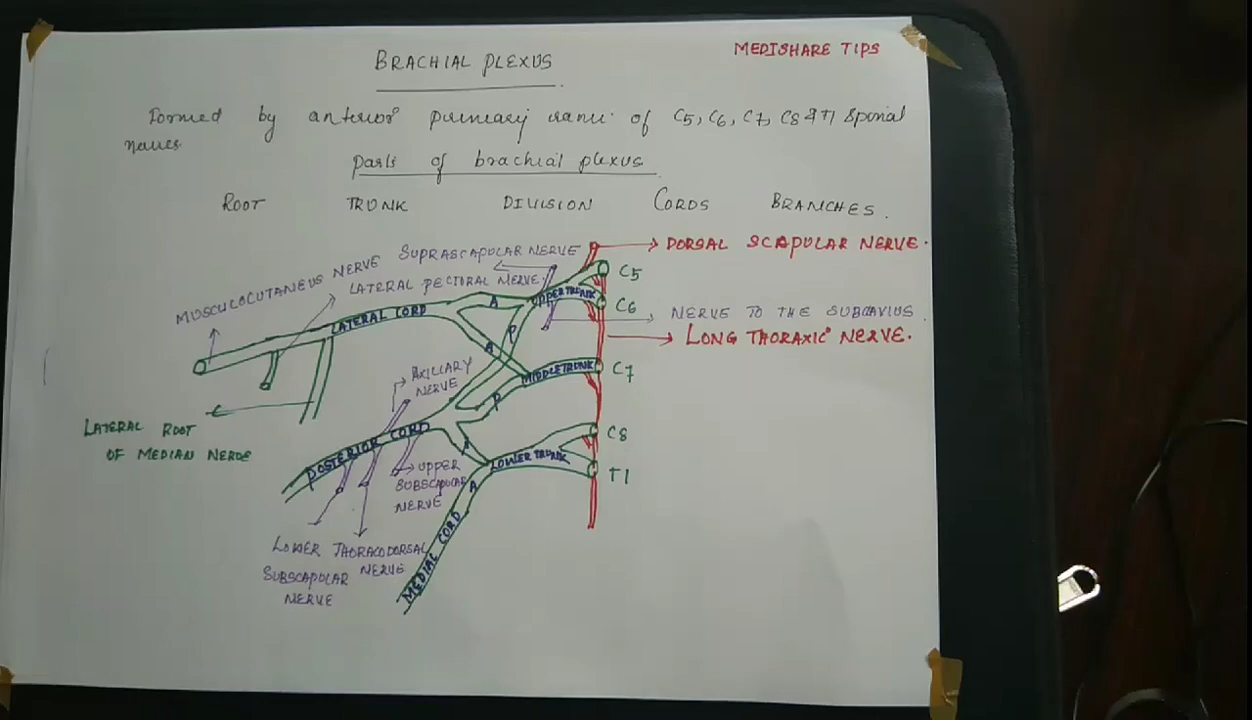 BRACHIAL PLEXUS
MEDISHARE TIPS
Formed by anterior primary rami of C5, C6, C7, C8 & T1 Spinal
nerves
Parts of brachial plexus
ROOT TRUNK DIVISION CORDS BRANCHES.
DORSAL SCAPULAR NERVE.
SUPRASCAPULAR NERVE
MUSCULOCUTANEUS NERVE
LATERAL PECTORAL NERVE
C5
UPPER TRUNK
A
C6
LATERAL CORD
NERVE TO THE SUBCAVIUS.
P
LONG THORAXIC NERVE.
A
MIDDLE TRUNK
C7
AXILLARY
NERVE
P
LATERAL ROOT
OF MEDIAN NERVE
POSTERIOR CORD
C8
A
LOWER TRUNK
T1
UPPER
SUBSCAPULAR
NERVE
A
MEDIAL CORD
LOWER
SUBSCAPULAR
NERVE
THORACODORSAL
NERVE